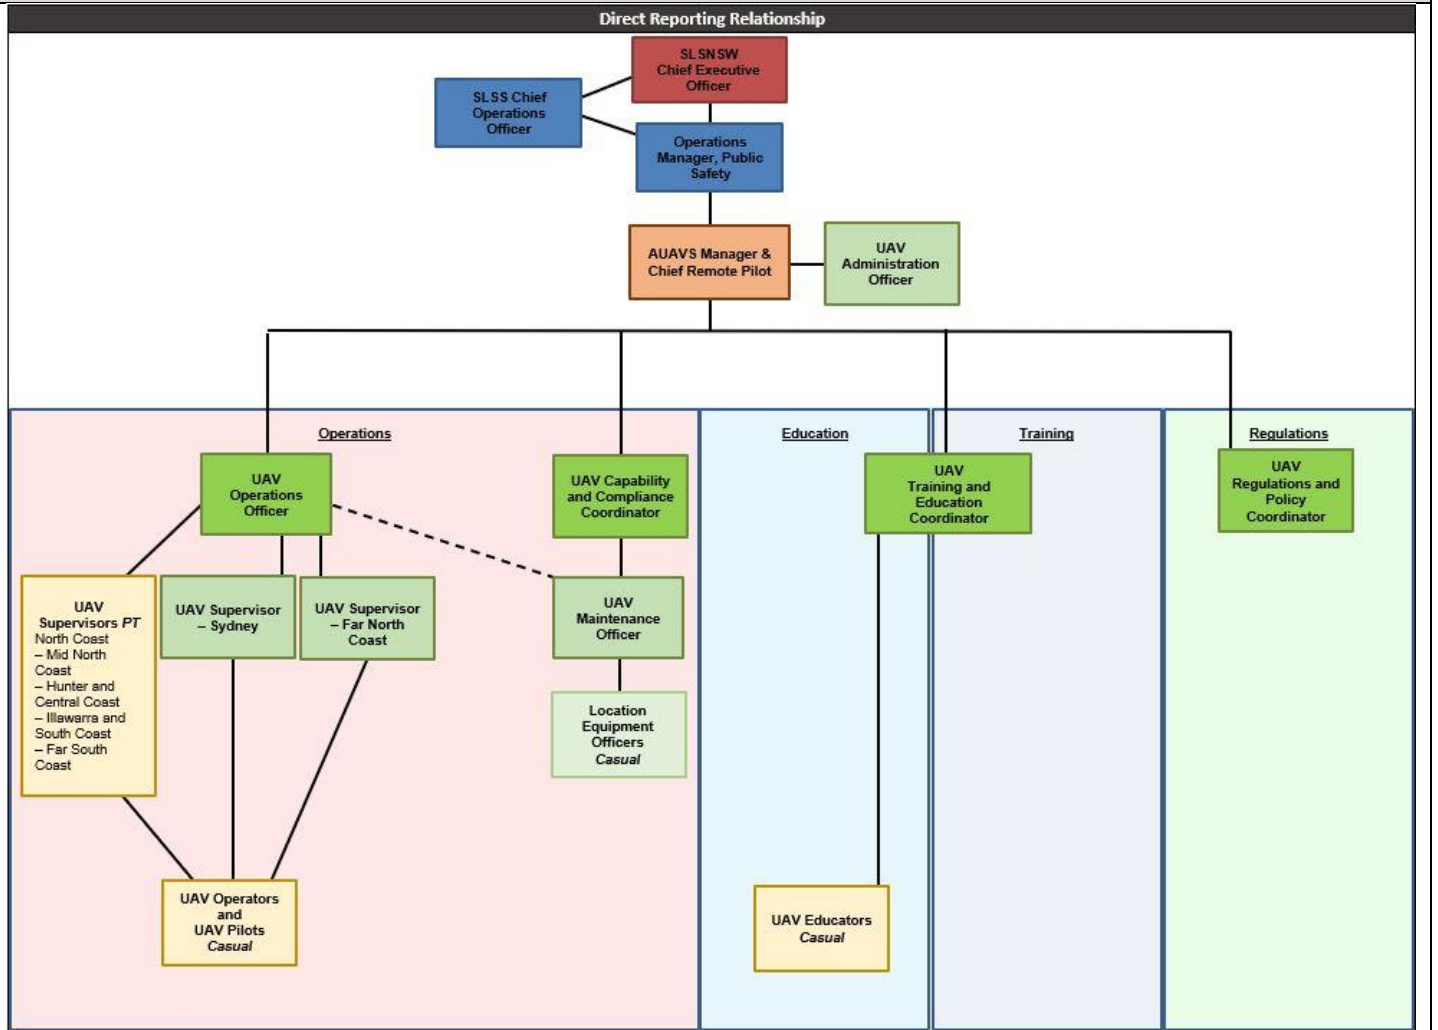 Direct Reporting Relationship
SLSNSW
Chief Executive
Officer
SLSS Chief
Operations
Officer
Operations
Manager, Public
Safety
AUAVS Manager &
Chief Remote Pilot
UAV
Administration
Officer
Operations
Education
Training
Regulations
UAV
Operations
Officer
UAV Capability
and Compliance
Coordinator
UAV
Training and
Education
Coordinator
UAV
Regulations and
Policy
Coordinator
UAV
Supervisors PT
North Coast
– Mid North
Coast
– Hunter and
Central Coast
– Illawarra and
South Coast
– Far South
Coast
UAV Supervisor
– Sydney
UAV Supervisor
– Far North
Coast
UAV
Maintenance
Officer
Location
Equipment
Officers
Casual
UAV Operators
and
UAV Pilots
Casual
UAV Educators
Casual